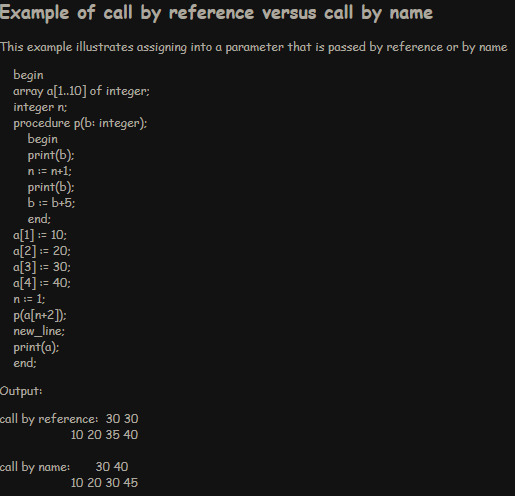 Example of call by reference versus call by name
This example illustrates assigning into a parameter that is passed by reference or by name
begin
array a[1..10] of integer;
integer n;
procedure p(b: integer);
begin
print(b);
n := n+1;
print(b);
b := b+5;
end;
a[1] := 10;
a[2] := 20;
a[3] := 30;
a[4] := 40;
n := 1;
p(a[n+2]);
new_line;
print(a);
end;
Output:
call by reference: 30 30
10 20 35 40
call by name: 30 40
10 20 30 45